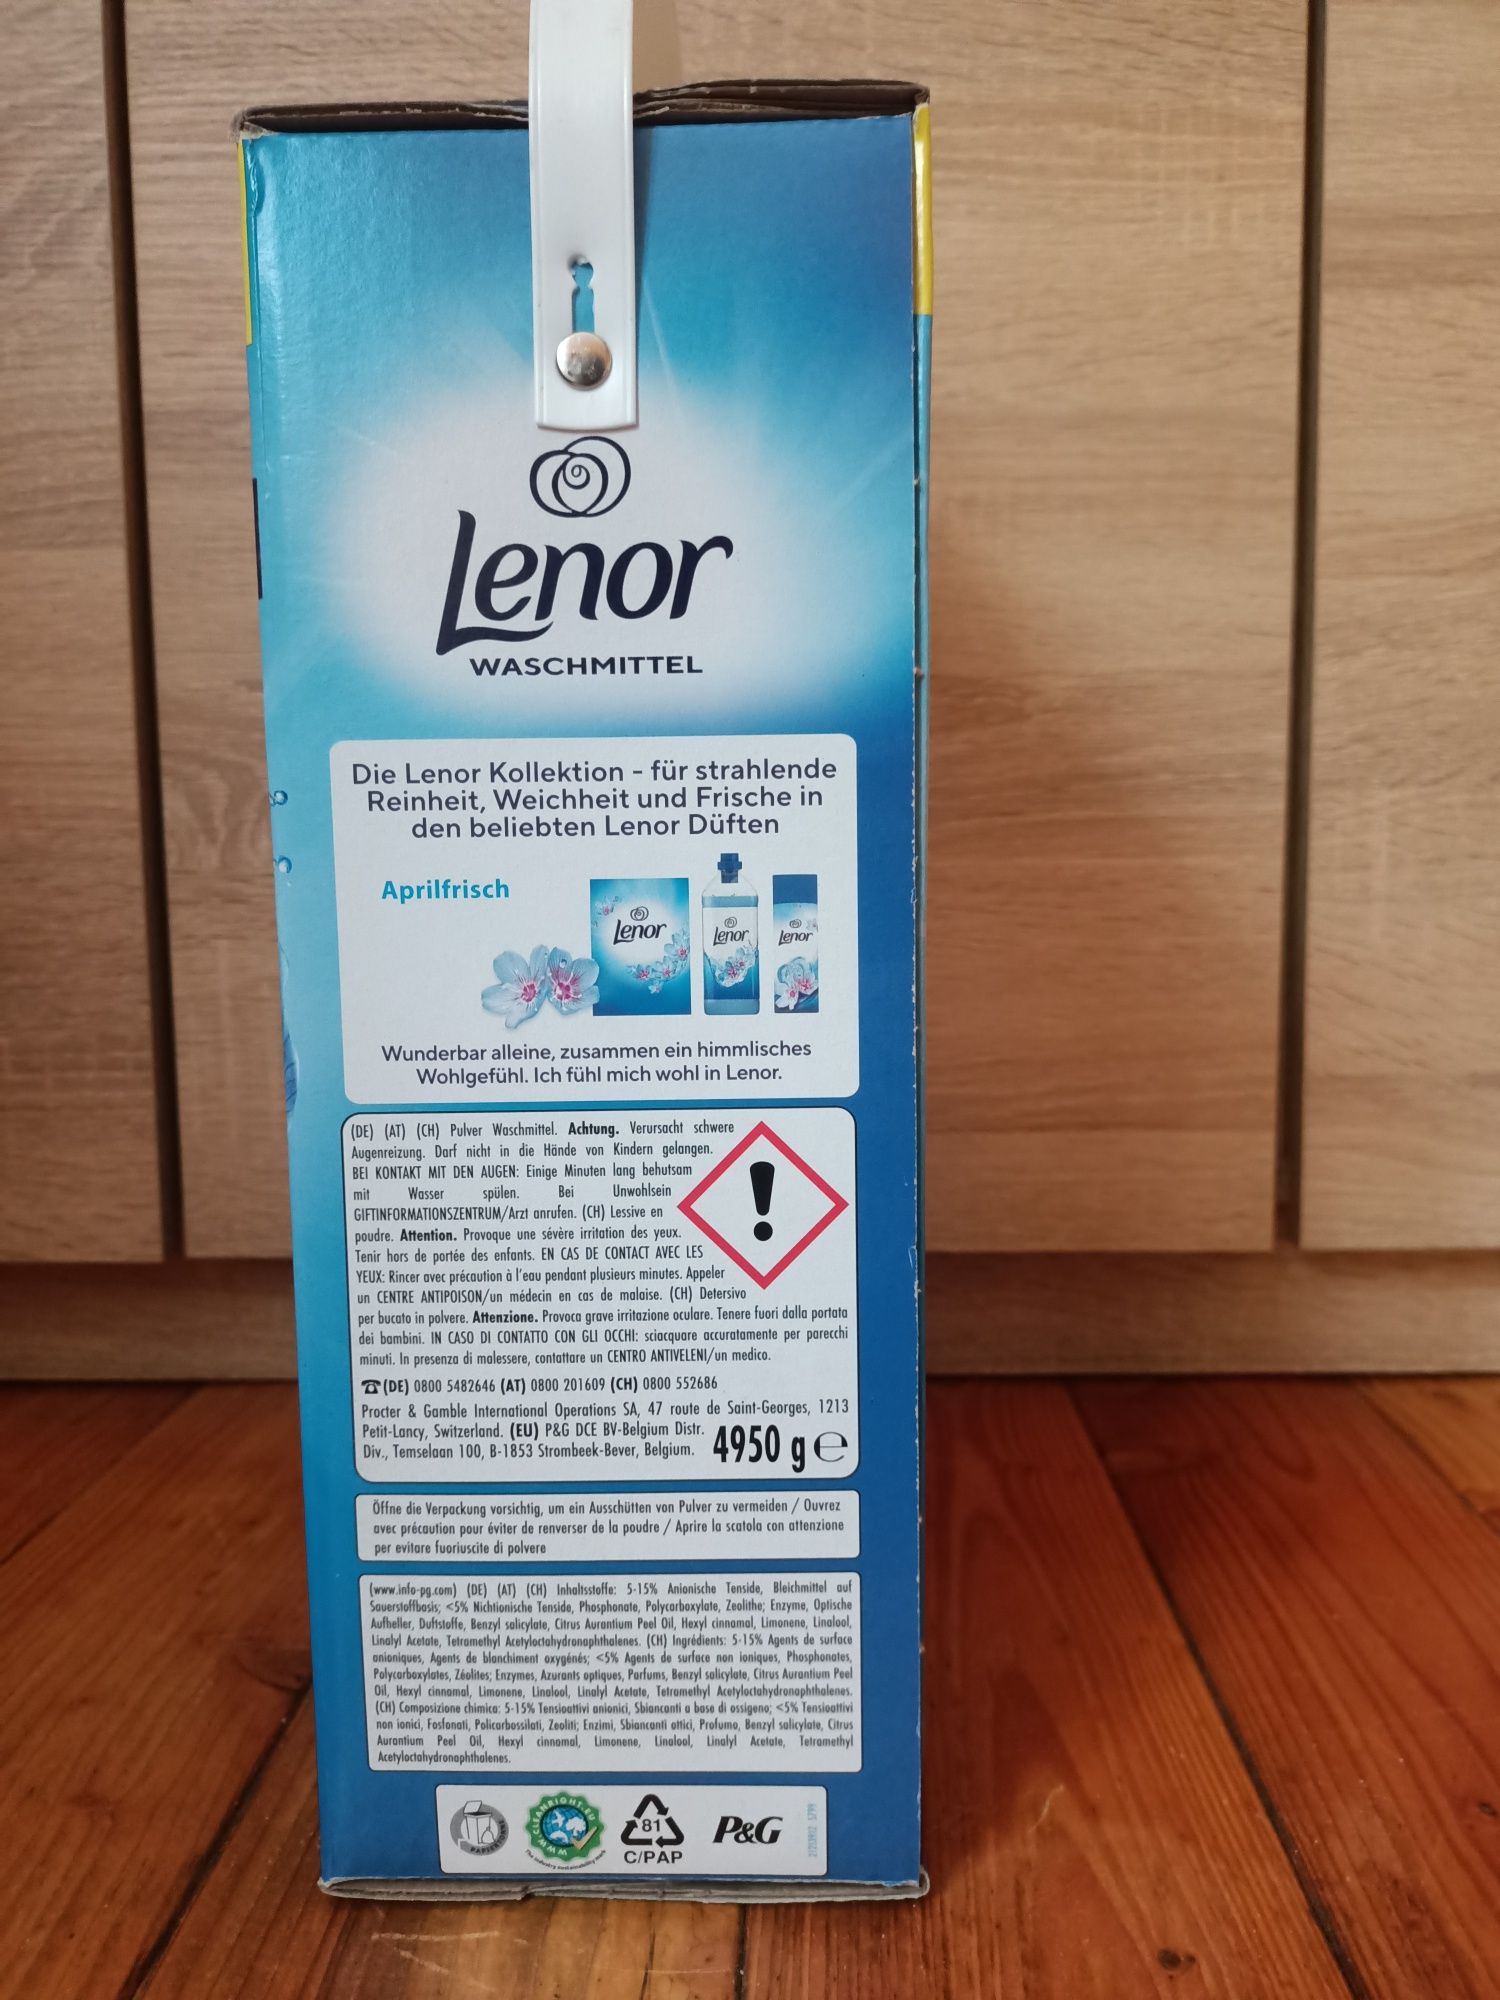 Lenor
WASCHMITTEL
Die Lenor Kollektion - für strahlende
Reinheit, Weichheit und Frische in
den beliebten Lenor Düften
Aprilfrisch
Lenor
Lenor
Lenor
Wunderbar alleine, zusammen ein himmlisches
Wohlgefühl. Ich fühl mich wohl in Lenor.
(DE) (AT) (CH) Pulver Waschmittel. Achtung. Verursacht schwere
Augenreizung. Darf nicht in die Hände von Kindern gelangen.
BEI KONTAKT MIT DEN AUGEN: Einige Minuten lang behutsam
mit Wasser spülen. Bei Unwohlsein
GIFTINFORMATIONSZENTRUM/Arzt anrufen. (CH) Lessive en
poudre. Attention. Provoque une sévère irritation des yeux.
Tenir hors de portée des enfants. EN CAS DE CONTACT AVEC LES
YEUX: Rincer avec précaution à l'eau pendant plusieurs minutes. Appeler
un CENTRE ANTIPOISON/un médecin en cas de malaise. (CH) Detersivo
per bucato in polvere. Attenzione. Provoca grave irritazione oculare. Tenere fuori dalla portata
dei bambini. IN CASO DI CONTATTO CON GLI OCCHI: sciacquare accuratamente per parecchi
minuti. In presenza di malessere, contattare un CENTRO ANTIVELENI/un medico.
☎(DE) 0800 5482646 (AT) 0800 201609 (CH) 0800 552686
Procter & Gamble International Operations SA, 47 route de Saint-Georges, 1213
Petit-Lancy, Switzerland. (EU) P&G DCE BV-Belgium Distr.
Div., Temselaan 100, B-1853 Strombeek-Bever, Belgium.
4950 g ℮
Öffne die Verpackung vorsichtig, um ein Ausschütten von Pulver zu vermeiden / Ouvrez
avec précaution pour éviter de renverser de la poudre / Aprire la scatola con attenzione
per evitare fuoriuscite di polvere
(www.info-pg.com) (DE) (AT) (CH) Inhaltsstoffe: 5-15% Anionische Tenside, Bleichmittel auf
Sauerstoffbasis; <5% Nichtionische Tenside, Phosphonate, Polycarboxylate, Zeolithe; Enzyme, Optische
Aufheller, Duftstoffe, Benzyl salicylate, Citrus Aurantium Peel Oil, Hexyl cinnamal, Limonene, Linalool,
Linalyl Acetate, Tetramethyl Acetyloctahydronaphthalenes. (CH) Ingrédients: 5-15% Agents de surface
anioniques, Agents de blanchiment oxygénés; <5% Agents de surface non ioniques, Phosphonates,
Polycarboxylates, Zéolites; Enzymes, Azurants optiques, Parfums, Benzyl salicylate, Citrus Aurantium Peel
Oil, Hexyl cinnamal, Limonene, Linalool, Linalyl Acetate, Tetramethyl Acetyloctahydronaphthalenes.
(CH) Composizione chimica: 5-15% Tensioattivi anionici, Sbiancanti a base di ossigeno; <5% Tensioattivi
non ionici, Fosfonati, Policarbossilati, Zeoliti; Enzimi, Sbiancanti ottici, Profumo, Benzyl salicylate, Citrus
Aurantium Peel Oil, Hexyl cinnamal, Limonene, Linalool, Linalyl Acetate, Tetramethyl
Acetyloctahydronaphthalenes.
PAPIERTONNE
WWW.CLEANRIGHT.EU
81
C/PAP
P&G